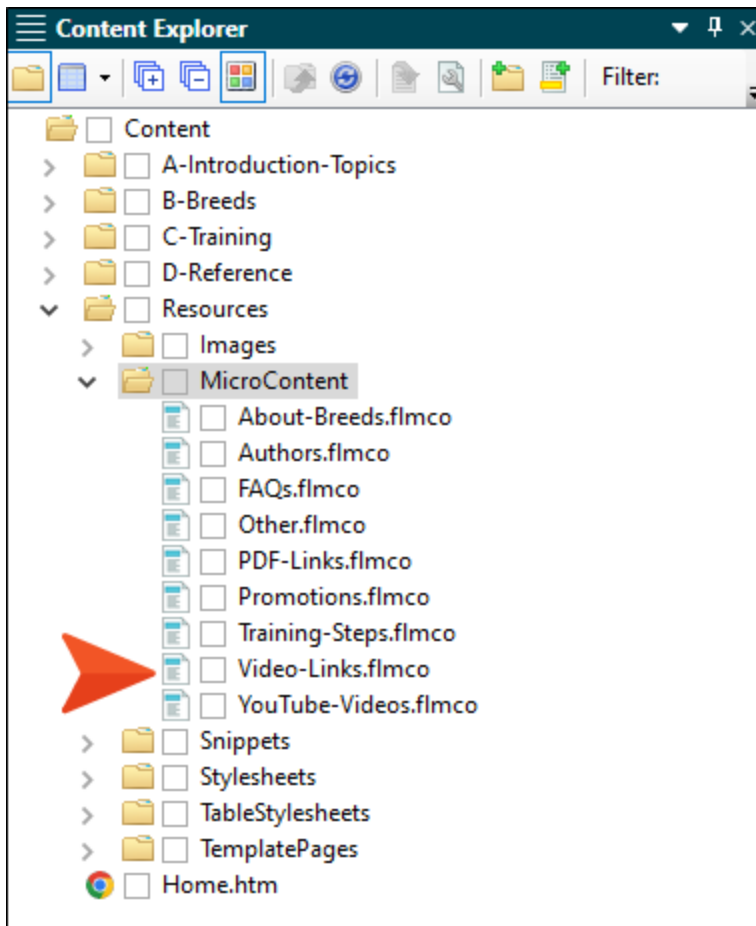 Content Explorer
Filter:
Content
A-Introduction-Topics
B-Breeds
C-Training
D-Reference
Resources
Images
MicroContent
About-Breeds.flmco
Authors.flmco
FAQs.flmco
Other.flmco
PDF-Links.flmco
Promotions.flmco
Training-Steps.flmco
Video-Links.flmco
YouTube-Videos.flmco
Snippets
Stylesheets
TableStylesheets
TemplatePages
Home.htm